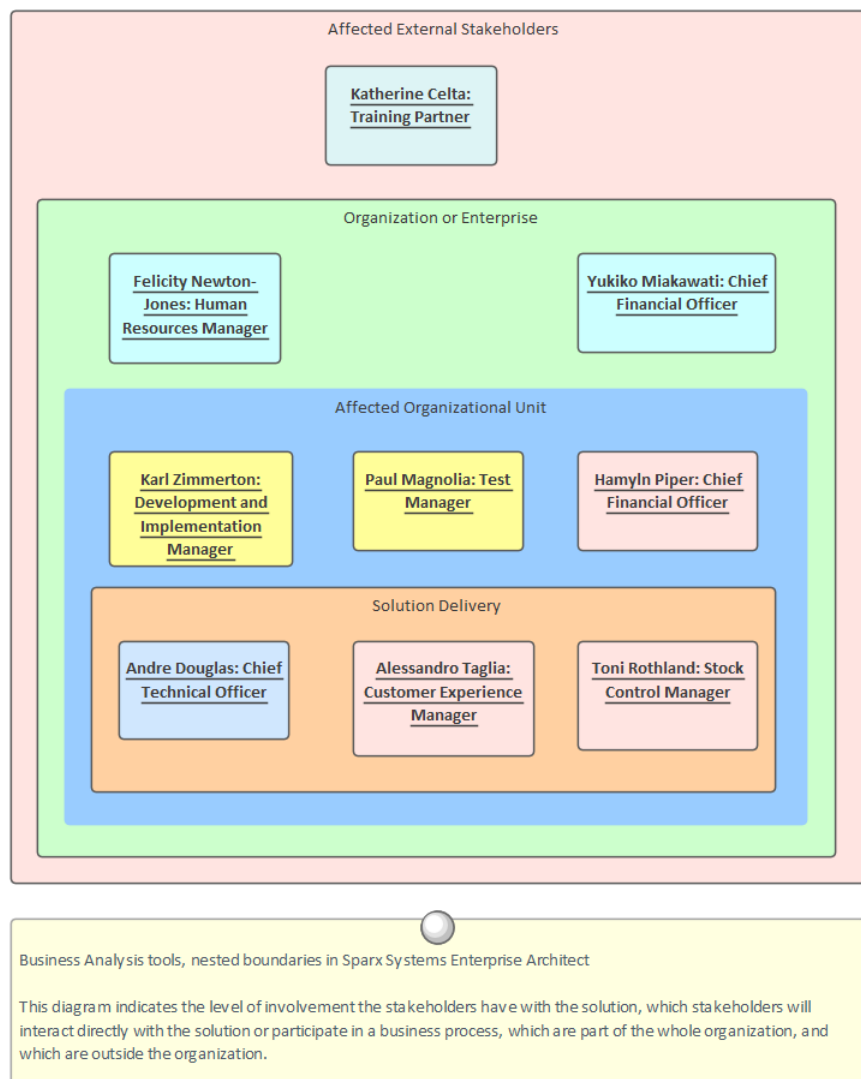 Affected External Stakeholders
Katherine Celta:
Training Partner
Organization or Enterprise
Felicity Newton-
Jones: Human
Resources Manager
Yukiko Miakawati: Chief
Financial Officer
Affected Organizational Unit
Karl Zimmerton:
Development and
Implementation
Manager
Paul Magnolia: Test
Manager
Hamyln Piper: Chief
Financial Officer
Solution Delivery
Andre Douglas: Chief
Technical Officer
Alessandro Taglia:
Customer Experience
Manager
Toni Rothland: Stock
Control Manager
Business Analysis tools, nested boundaries in Sparx Systems Enterprise Architect
This diagram indicates the level of involvement the stakeholders have with the solution, which stakeholders will
interact directly with the solution or participate in a business process, which are part of the whole organization, and
which are outside the organization.